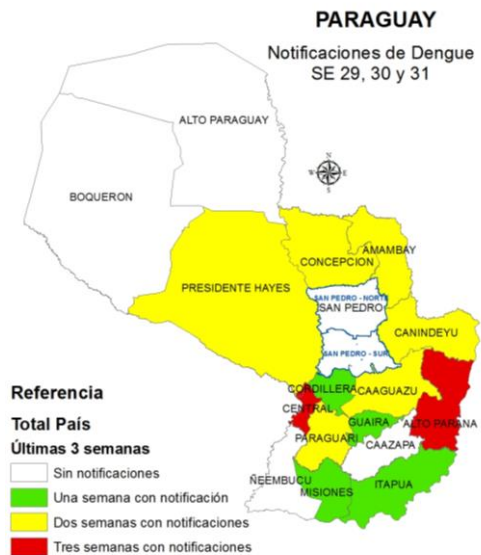 PARAGUAY
Notificaciones de Dengue
SE 29, 30 y 31
ALTO PARAGUAY
N
W
E
S
BOQUERON
AMAMBAY
CONCEPCION
PRESIDENTE HAYES
SAN PEDRO - NORTE
SAN PEDRO
CANINDEYU
SAN PEDRO - SUR
CORDILLERA
CAAGUAZU
CENTRAL
GUAIRA
ALTO PARANA
PARAGUARI
CAAZAPA
ÑEEMBUCU
MISIONES
ITAPUA
Referencia
Total País
Últimas 3 semanas
Sin notificaciones
Una semana con notificación
Dos semanas con notificaciones
Tres semanas con notificaciones